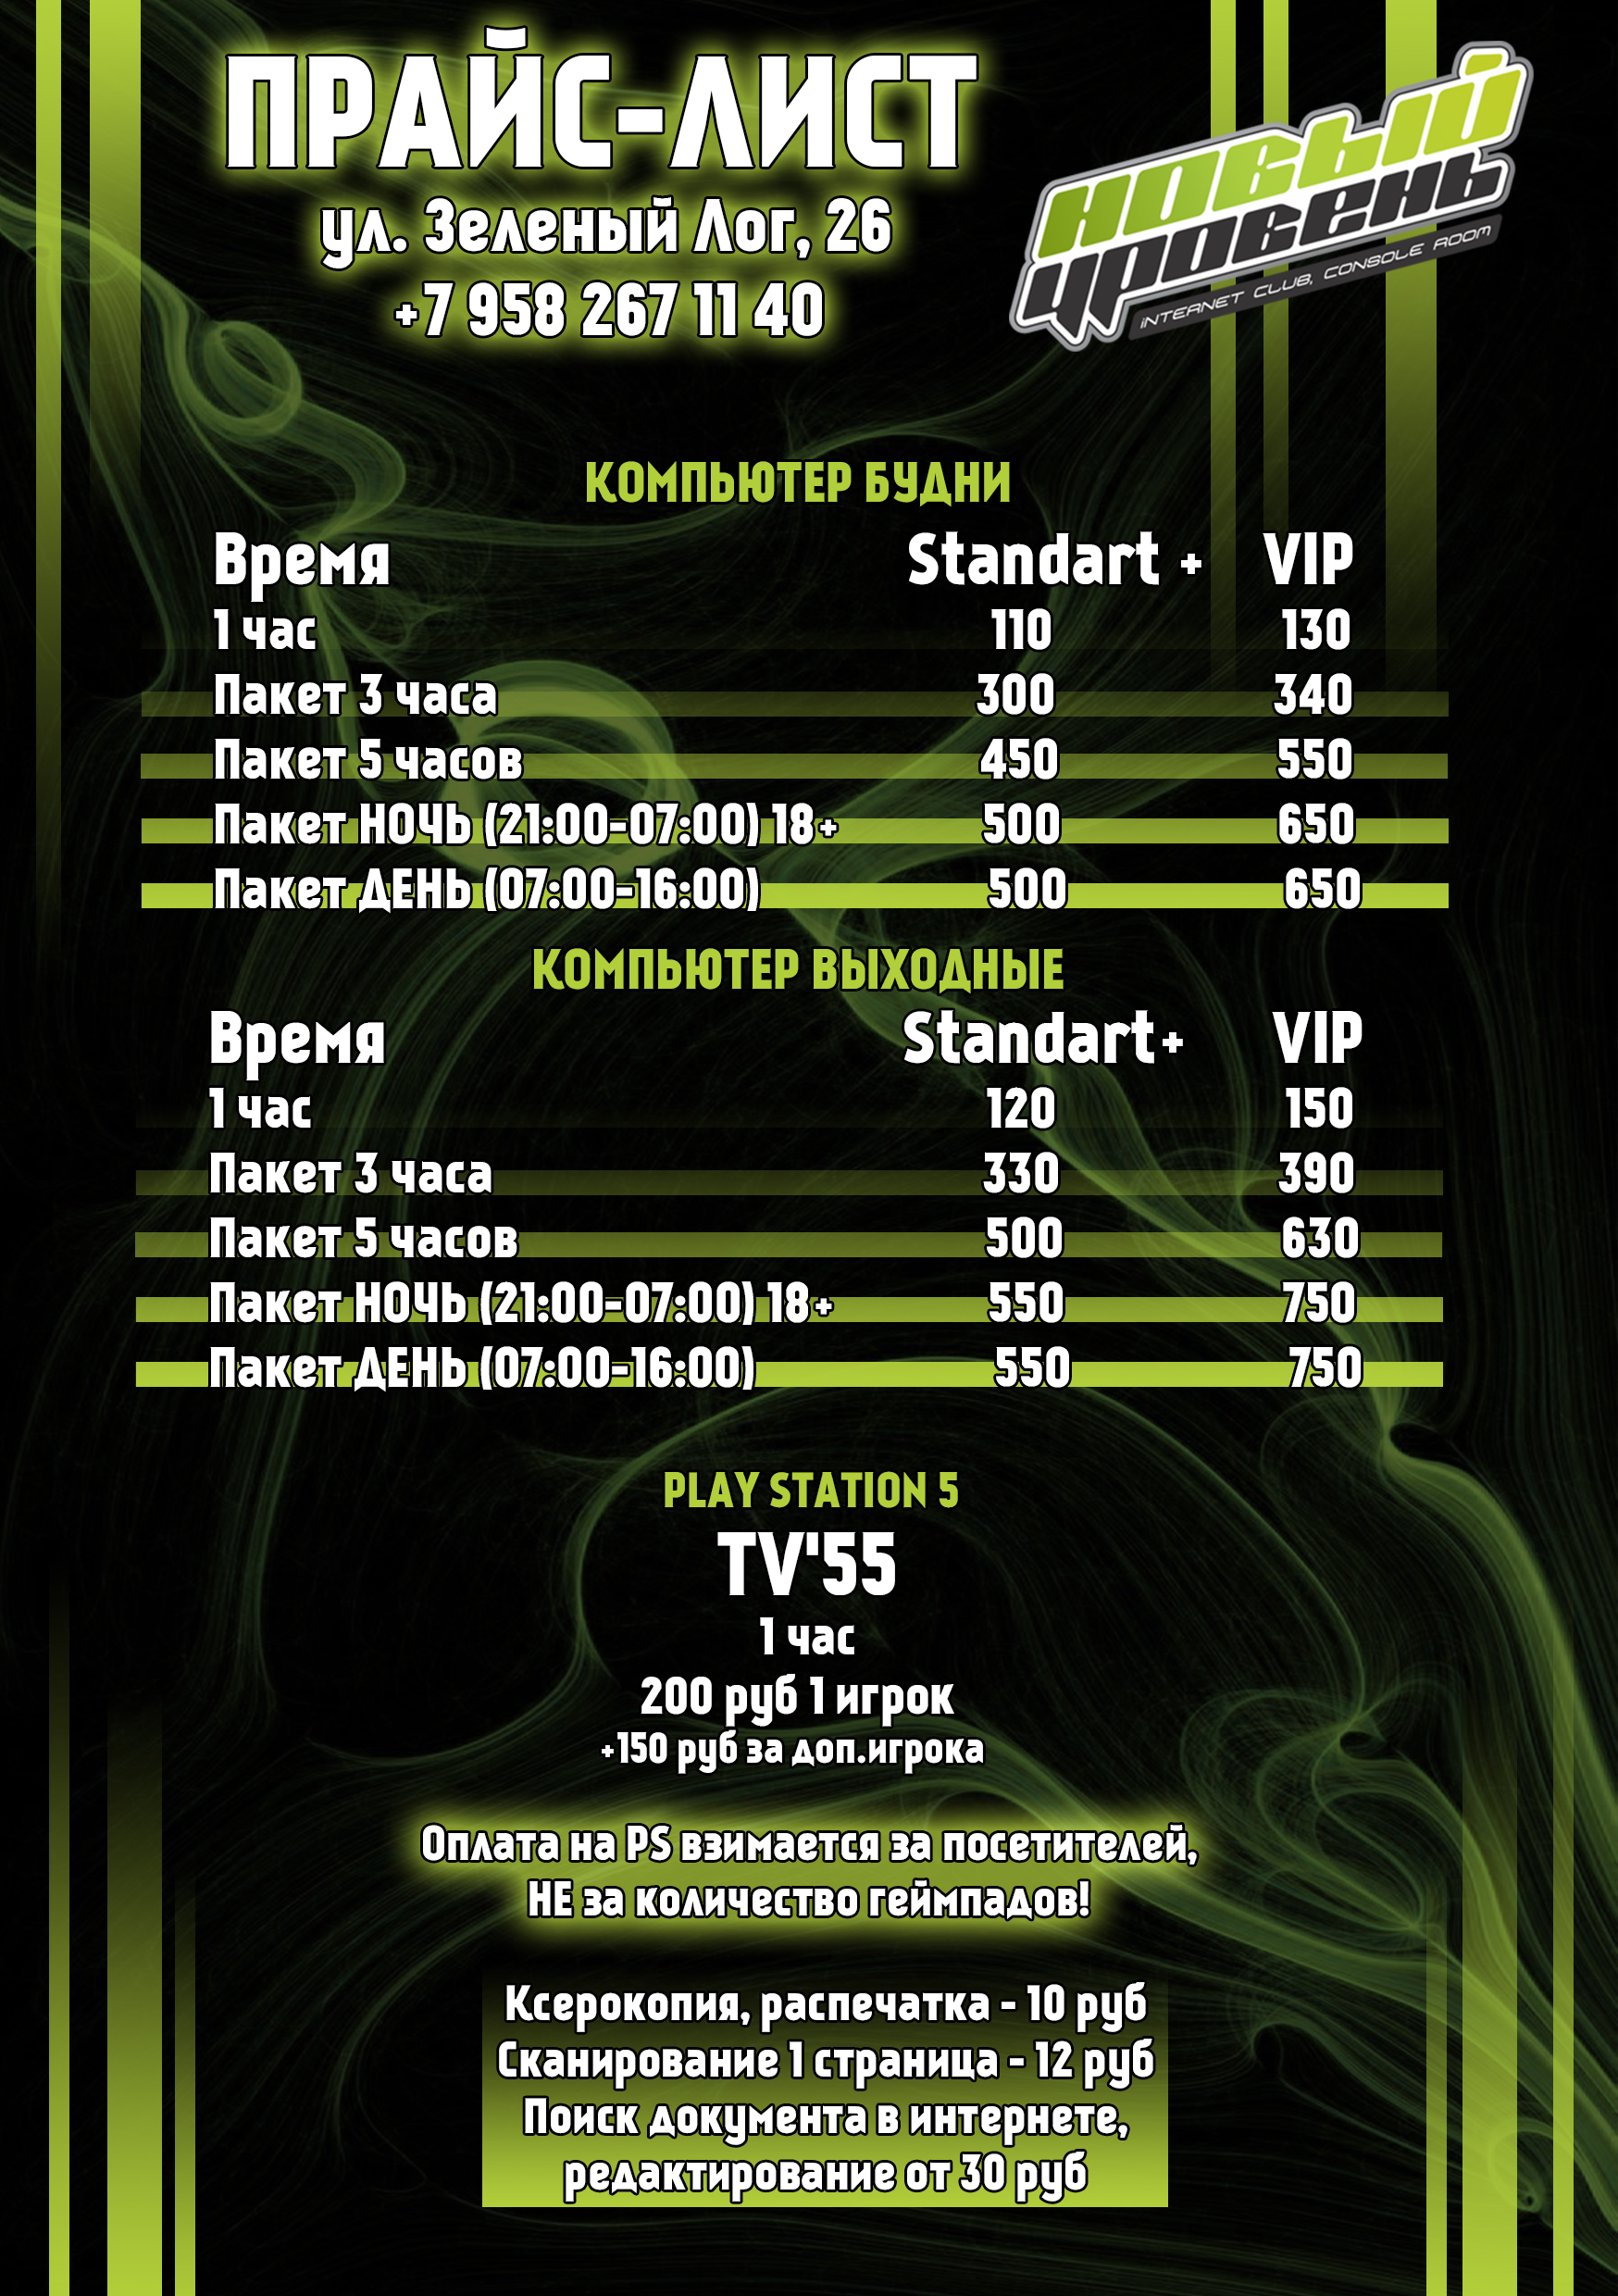 ПРАЙС-ЛИСТ
ул. Зеленый Лог, 26
+7 958 267 11 40
НОВЫЙ
УРОВЕНЬ
INTERNET CLUB, CONSOLE ROOM
КОМПЬЮТЕР БУДНИ
Время Standart + VIP
1 час 110 130
Пакет 3 часа 300 340
Пакет 5 часов 450 550
Пакет НОЧЬ (21:00-07:00) 18+ 500 650
Пакет ДЕНЬ (07:00-16:00) 500 650
КОМПЬЮТЕР ВЫХОДНЫЕ
Время Standart+ VIP
1 час 120 150
Пакет 3 часа 330 390
Пакет 5 часов 500 630
Пакет НОЧЬ (21:00-07:00) 18+ 550 750
Пакет ДЕНЬ (07:00-16:00) 550 750
PLAY STATION 5
TV'55
1 час
200 руб 1 игрок
+150 руб за доп.игрока
Оплата на PS взимается за посетителей,
НЕ за количество геймпадов!
Ксерокопия, распечатка - 10 руб
Сканирование 1 страница - 12 руб
Поиск документа в интернете,
редактирование от 30 руб